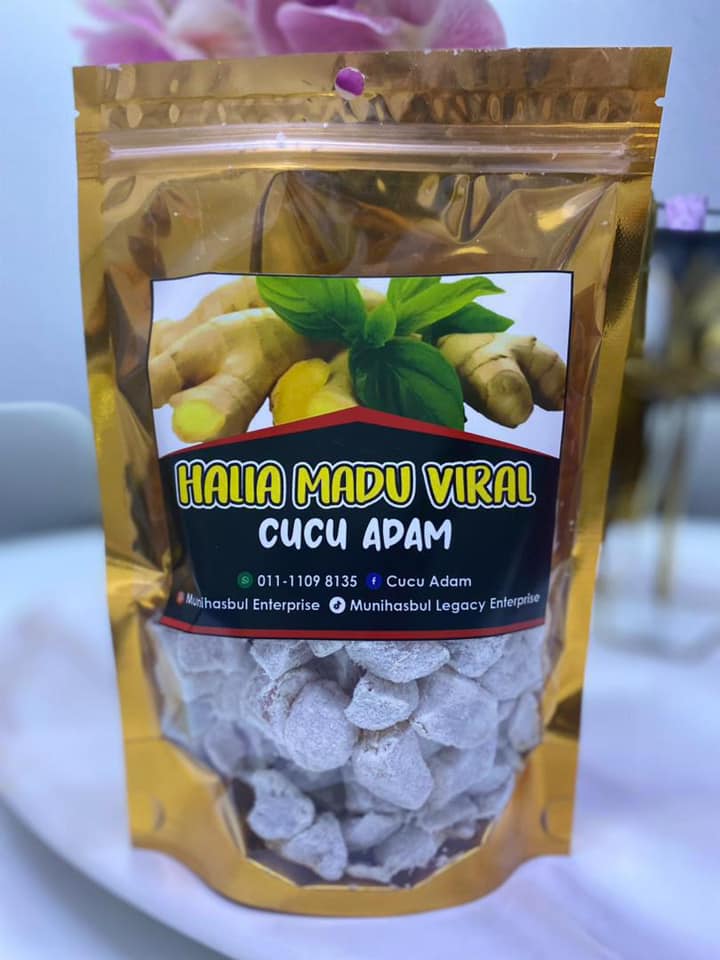 HALIA MADU VIRAL
CUCU ADAM
011-1109 8135 Cucu Adam
Munihasbul Enterprise Munihasbul Legacy Enterprise